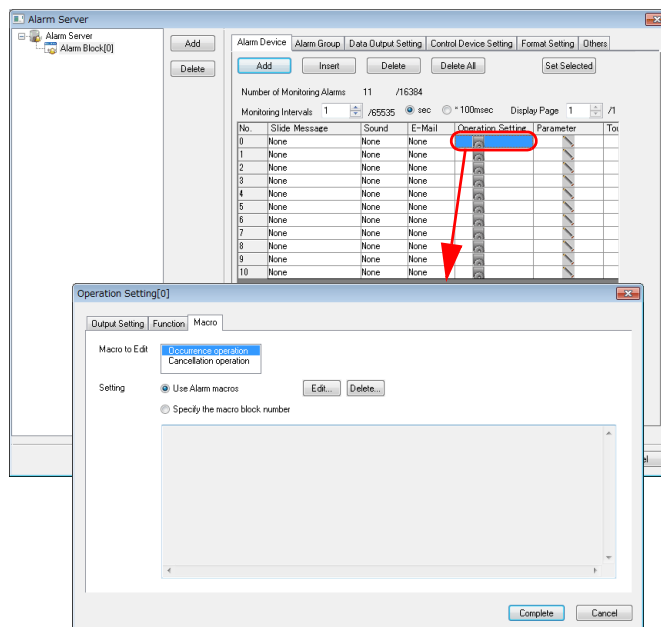 Alarm Server
Alarm Server
Alarm Block[0]
Add
Delete
Alarm Device Alarm Group Data Output Setting Control Device Setting Format Setting Others
Add Insert Delete Delete All Set Selected
Number of Monitoring Alarms 11 /16384
Monitoring Intervals 1 /65535 sec * 100msec Display Page 1 /1
No. Slide Message Sound E-Mail Operation Setting Parameter
0 None None None
1 None None None
2 None None None
3 None None None
4 None None None
5 None None None
6 None None None
7 None None None
8 None None None
9 None None None
10 None None None
Operation Setting[0]
Output Setting Function Macro
Macro to Edit Occurrence operation
Cancellation operation
Setting Use Alarm macros Edit... Delete...
Specify the macro block number
Complete Cancel